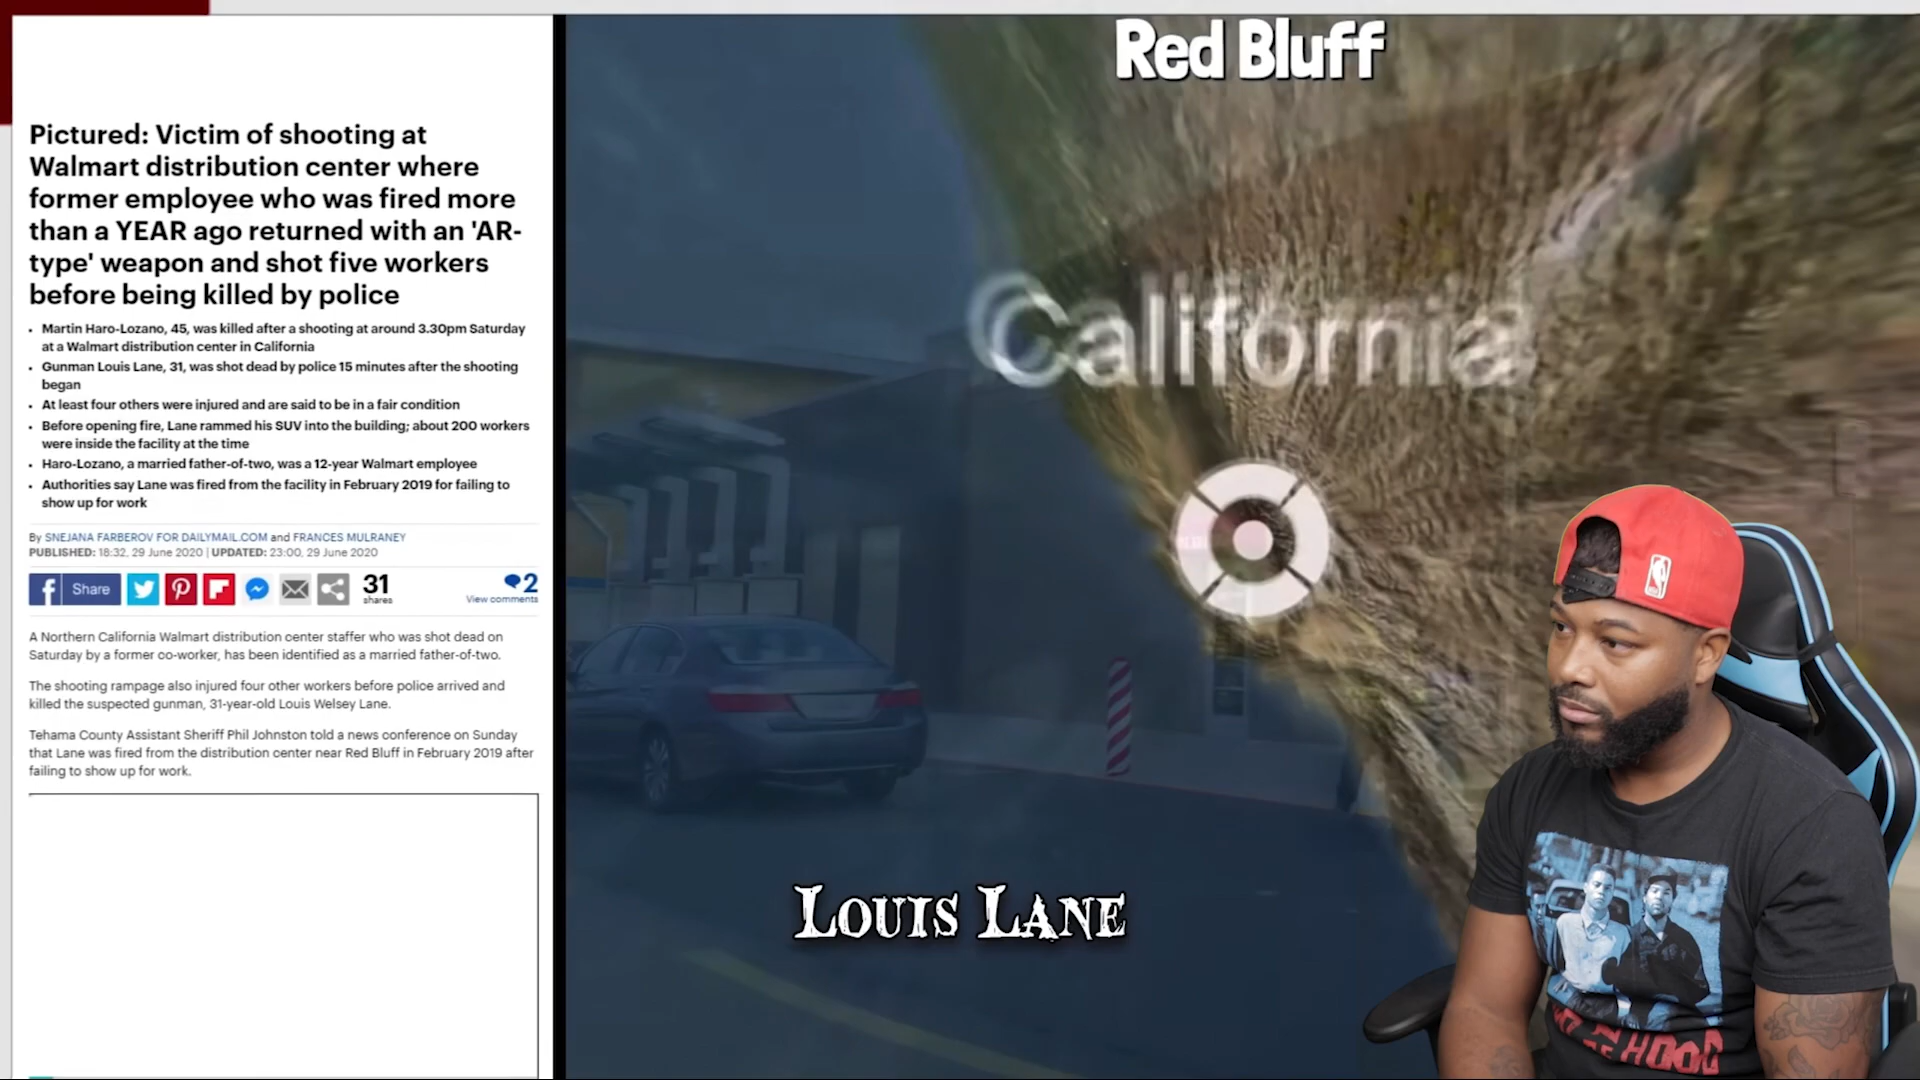 Pictured: Victim of shooting at
Walmart distribution center where
former employee who was fired more
than a YEAR ago returned with an 'AR-
type' weapon and shot five workers
before being killed by police
• Martin Haro-Lozano, 45, was killed after a shooting at around 3.30pm Saturday
at a Walmart distribution center in California
• Gunman Louis Lane, 31, was shot dead by police 15 minutes after the shooting
began
• At least four others were injured and are said to be in a fair condition
• Before opening fire, Lane rammed his SUV into the building; about 200 workers
were inside the facility at the time
• Haro-Lozano, a married father-of-two, was a 12-year Walmart employee
• Authorities say Lane was fired from the facility in February 2019 for failing to
show up for work
By SNEJANA FARBEROV FOR DAILYMAIL.COM and FRANCES MULRANEY
PUBLISHED: 18:32, 29 June 2020 | UPDATED: 23:00, 29 June 2020
Share
31
shares
2
View comments
A Northern California Walmart distribution center staffer who was shot dead on
Saturday by a former co-worker, has been identified as a married father-of-two.
The shooting rampage also injured four other workers before police arrived and
killed the suspected gunman, 31-year-old Louis Welsey Lane.
Tehama County Assistant Sheriff Phil Johnston told a news conference on Sunday
that Lane was fired from the distribution center near Red Bluff in February 2019 after
failing to show up for work.
Red Bluff
California
LOUIS LANE
HOOD